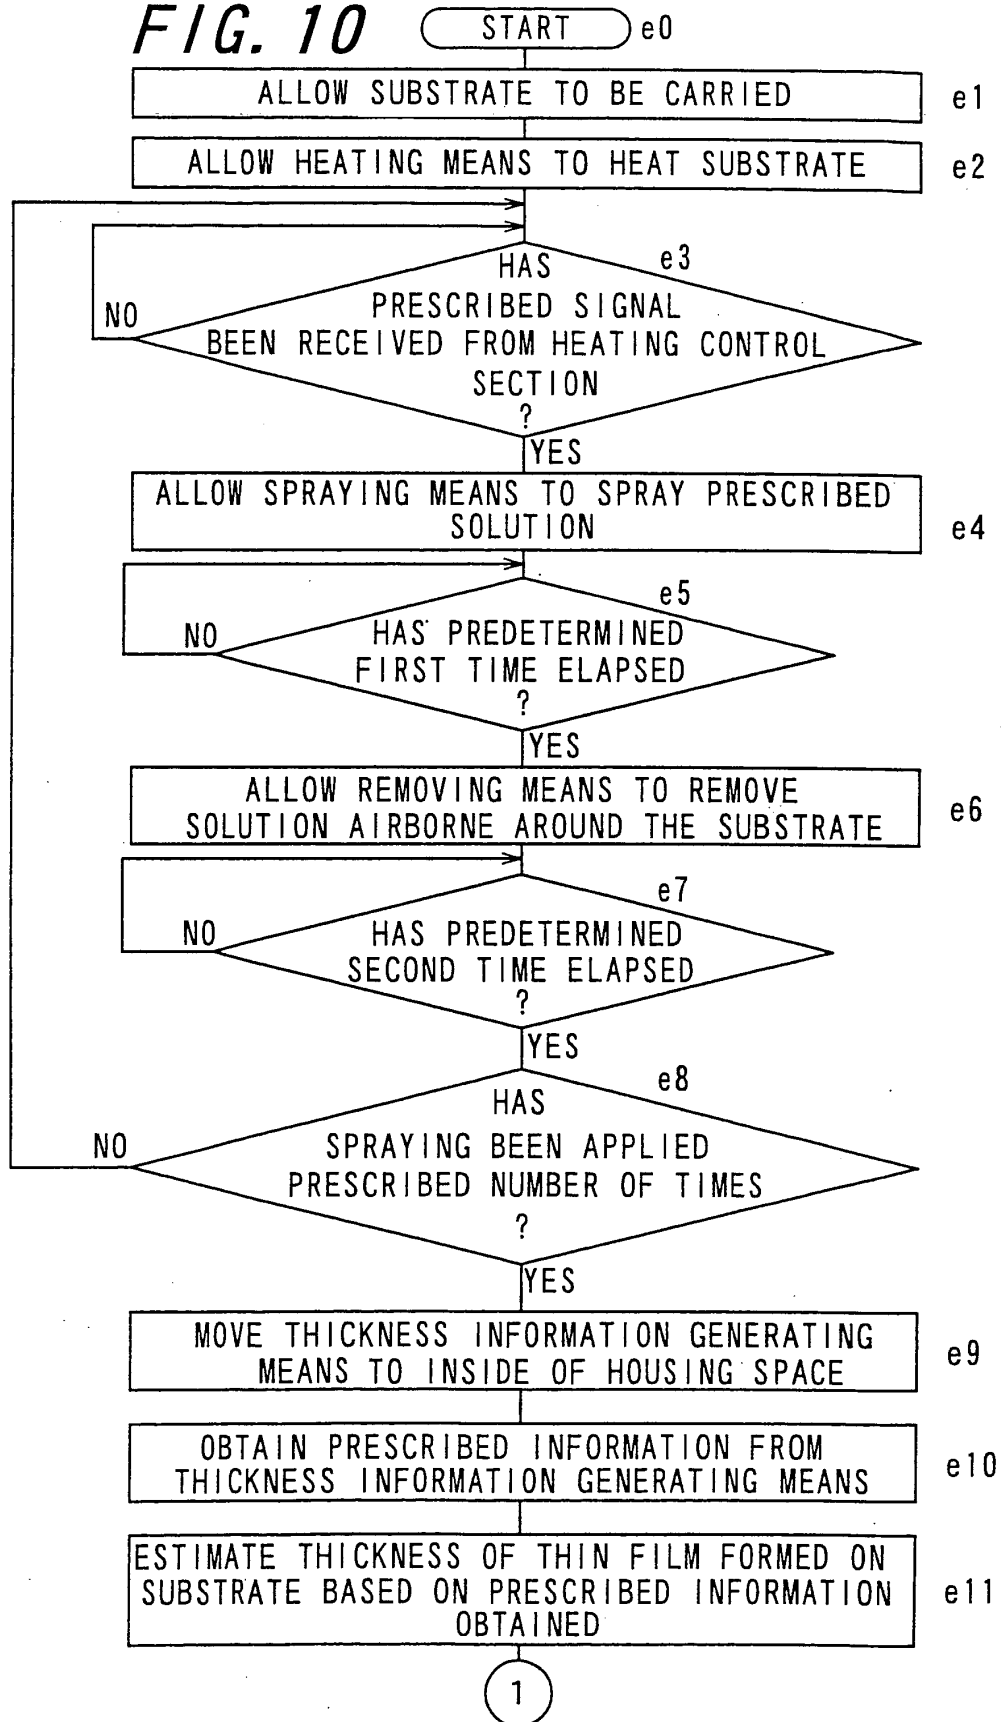 FIG. 10
START e0
ALLOW SUBSTRATE TO BE CARRIED e1
ALLOW HEATING MEANS TO HEAT SUBSTRATE e2
e3
HAS
PRESCRIBED SIGNAL
BEEN RECEIVED FROM HEATING CONTROL
SECTION
?
NO
YES
ALLOW SPRAYING MEANS TO SPRAY PRESCRIBED
SOLUTION
e4
e5
HAS PREDETERMINED
FIRST TIME ELAPSED
?
NO
YES
ALLOW REMOVING MEANS TO REMOVE
SOLUTION AIRBORNE AROUND THE SUBSTRATE
e6
e7
HAS PREDETERMINED
SECOND TIME ELAPSED
?
NO
YES
e8
HAS
SPRAYING BEEN APPLIED
PRESCRIBED NUMBER OF TIMES
?
NO
YES
MOVE THICKNESS INFORMATION GENERATING
MEANS TO INSIDE OF HOUSING SPACE
e9
OBTAIN PRESCRIBED INFORMATION FROM
THICKNESS INFORMATION GENERATING MEANS
e10
ESTIMATE THICKNESS OF THIN FILM FORMED ON
SUBSTRATE BASED ON PRESCRIBED INFORMATION
OBTAINED
e11
1